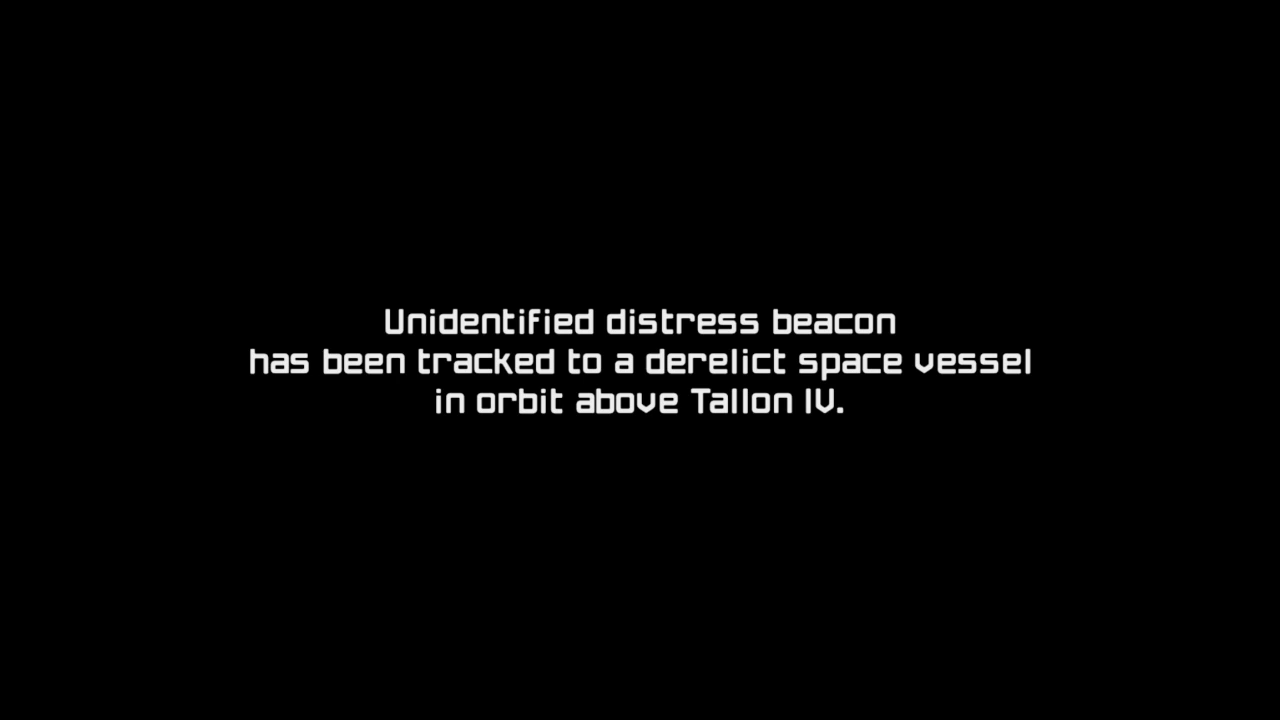 Unidentified distress beacon
has been tracked to a derelict space vessel
in orbit above Tallon IV.